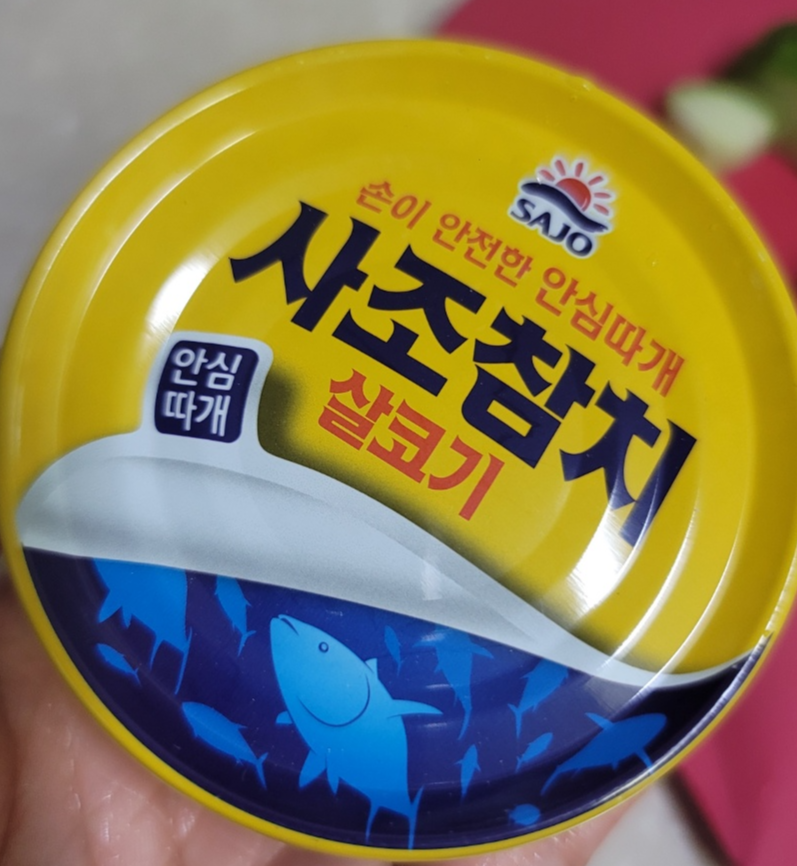 SAJO
손이 안전한 안심따개
사조참치
살코기
안심
따개